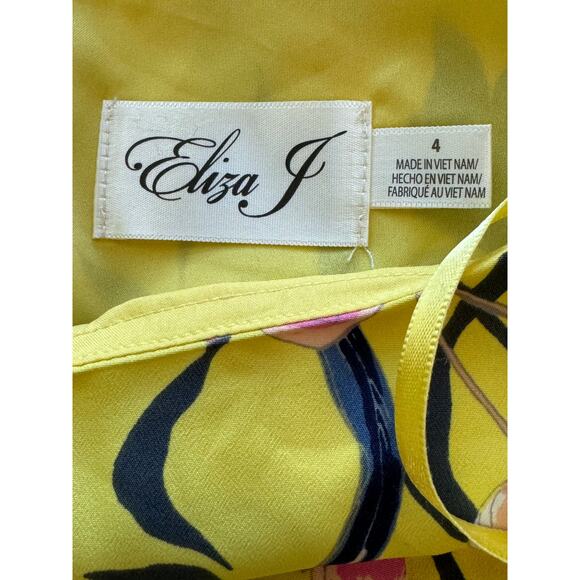 Eliza J
4
MADE IN VIET NAM/
HECHO EN VIET NAM/
FABRIQUÉ AU VIET NAM